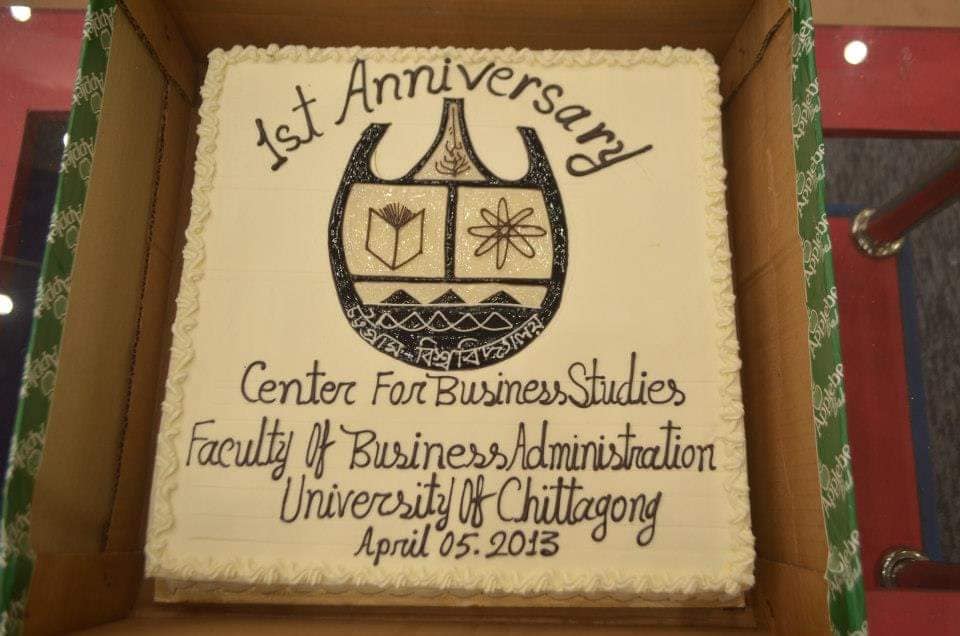 1st Anniversary
চট্টগ্রাম-বিশ্ববিদ্যালয়
Center For Business Studies
Faculty Of Business Administration
University Of Chittagong
April 05. 2013